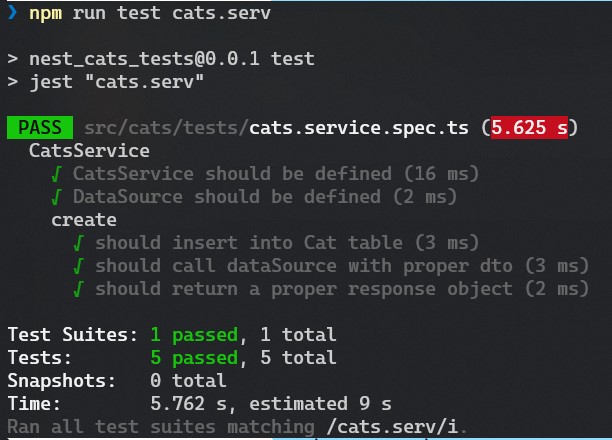 ❯ npm run test cats.serv
> nest_cats_tests@0.0.1 test
> jest "cats.serv"
PASS src/cats/tests/cats.service.spec.ts (5.625 s)
CatsService
√ CatsService should be defined (16 ms)
√ DataSource should be defined (2 ms)
create
√ should insert into Cat table (3 ms)
√ should call dataSource with proper dto (3 ms)
√ should return a proper response object (2 ms)
Test Suites: 1 passed, 1 total
Tests: 5 passed, 5 total
Snapshots: 0 total
Time: 5.762 s, estimated 9 s
Ran all test suites matching /cats.serv/i.